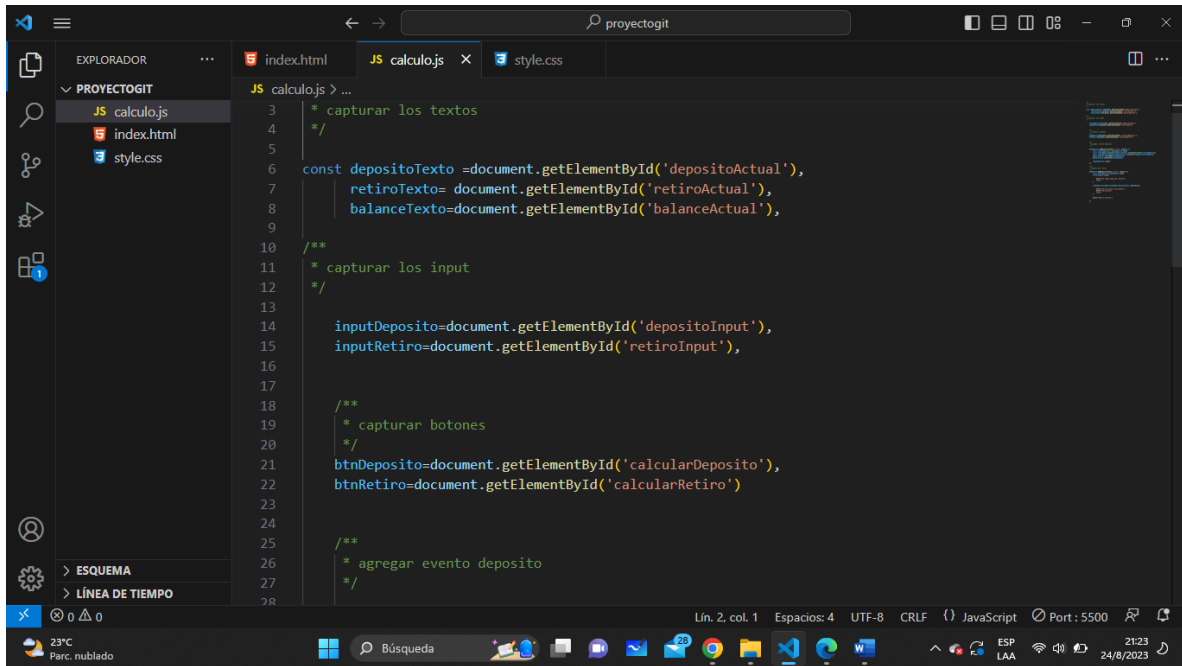 proyectogit
EXPLORADOR
PROYECTOGIT
JS calculo.js
index.html
style.css
ESQUEMA
LÍNEA DE TIEMPO
index.html
JS calculo.js
style.css
JS calculo.js > ...
3 * capturar los textos
4 */
5
6 const depositoTexto =document.getElementById('depositoActual'),
7 retiroTexto= document.getElementById('retiroActual'),
8 balanceTexto=document.getElementById('balanceActual'),
9
10 /**
11 * capturar los input
12 */
13
14 inputDeposito=document.getElementById('depositoInput'),
15 inputRetiro=document.getElementById('retiroInput'),
16
17
18 /**
19 * capturar botones
20 */
21 btnDeposito=document.getElementById('calcularDeposito'),
22 btnRetiro=document.getElementById('calcularRetiro')
23
24
25 /**
26 * agregar evento deposito
27 */
28
1
0 0 Lín. 2, col. 1 Espacios: 4 UTF-8 CRLF {} JavaScript Port : 5500
23°C
Parc. nublado
Búsqueda
28
ESP
LAA
21:23
24/8/2023